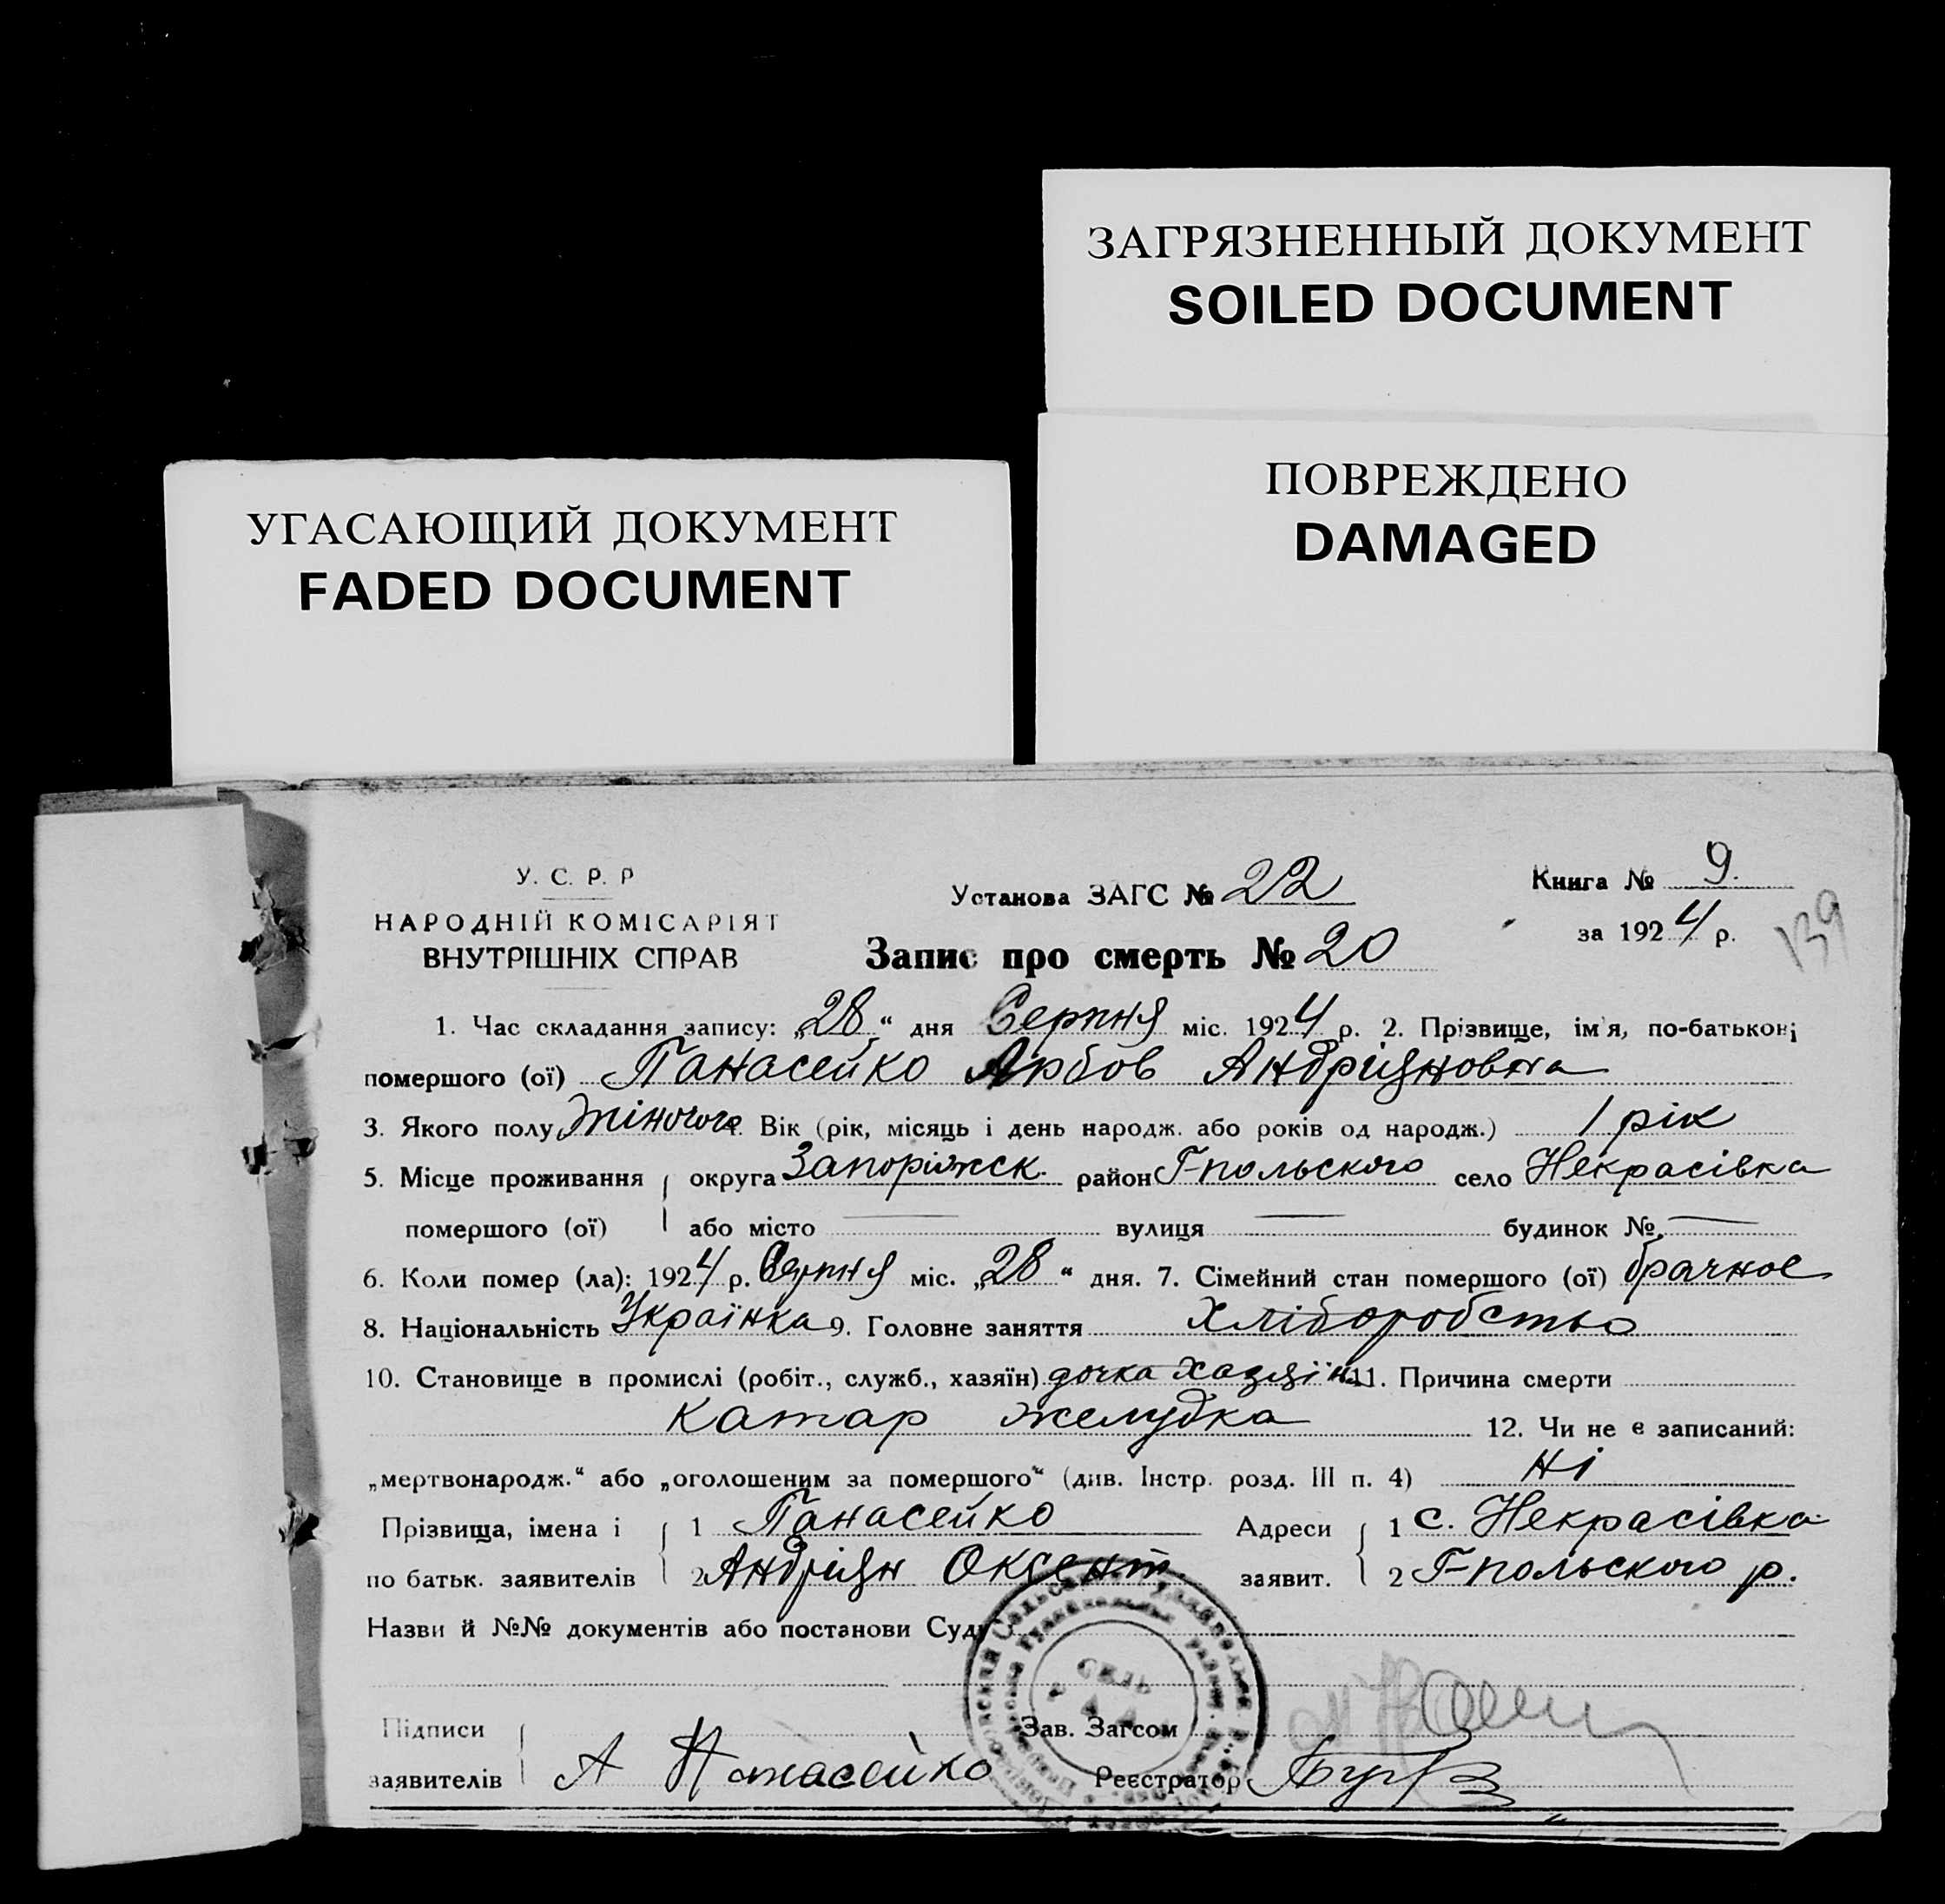 ЗАГРЯЗНЕННЫЙ ДОКУМЕНТ
SOILED DOCUMENT
ПОВРЕЖДЕНО
DAMAGED
УГАСАЮЩИЙ ДОКУМЕНТ
FADED DOCUMENT
У. С. Р. Р
НАРОДНІЙ КОМІСАРІЯТ
ВНУТРІШНІХ СПРАВ
Установа ЗАГС № 22
Запис про смерть № 20
Книга № 9.
за 1924 р.
139
1. Час складання запису: „28“ дня Серпня міс. 1924 р. 2. Прізвище, ім'я, по-батькові
помершого (ої) Панасейко Андріяновна
3. Якого полу Жіночого 4. Вік (рік, місяць і день народж. або років од народж.) 1 рік
5. Місце проживання округа Запоріжск. район Г-польского село Некрасівка
помершого (ої) або місто — вулиця — будинок № —
6. Коли помер (ла): 1924 р. Серпня міс. „28“ дня. 7. Сімейний стан помершого (ої) брачное
8. Національність Українка 9. Головне заняття Хліборобство
10. Становище в промислі (робіт., служб., хазяїн) дочка хазяїна 11. Причина смерти
катар желудка 12. Чи не є записаний:
„мертвонародж.“ або „оголошеним за помершого“ (див. Інстр. розд. III п. 4) Ні
Прізвища, імена і 1 Панасейко Адреси 1 с. Некрасівка
по батьк. заявителів 2 Андріян Оксент. заявит. 2 Г-польского р.
Назви й №№ документів або постанови Суду
Підписи Зав. Загсом
заявителів А Панасейко Реєстратор